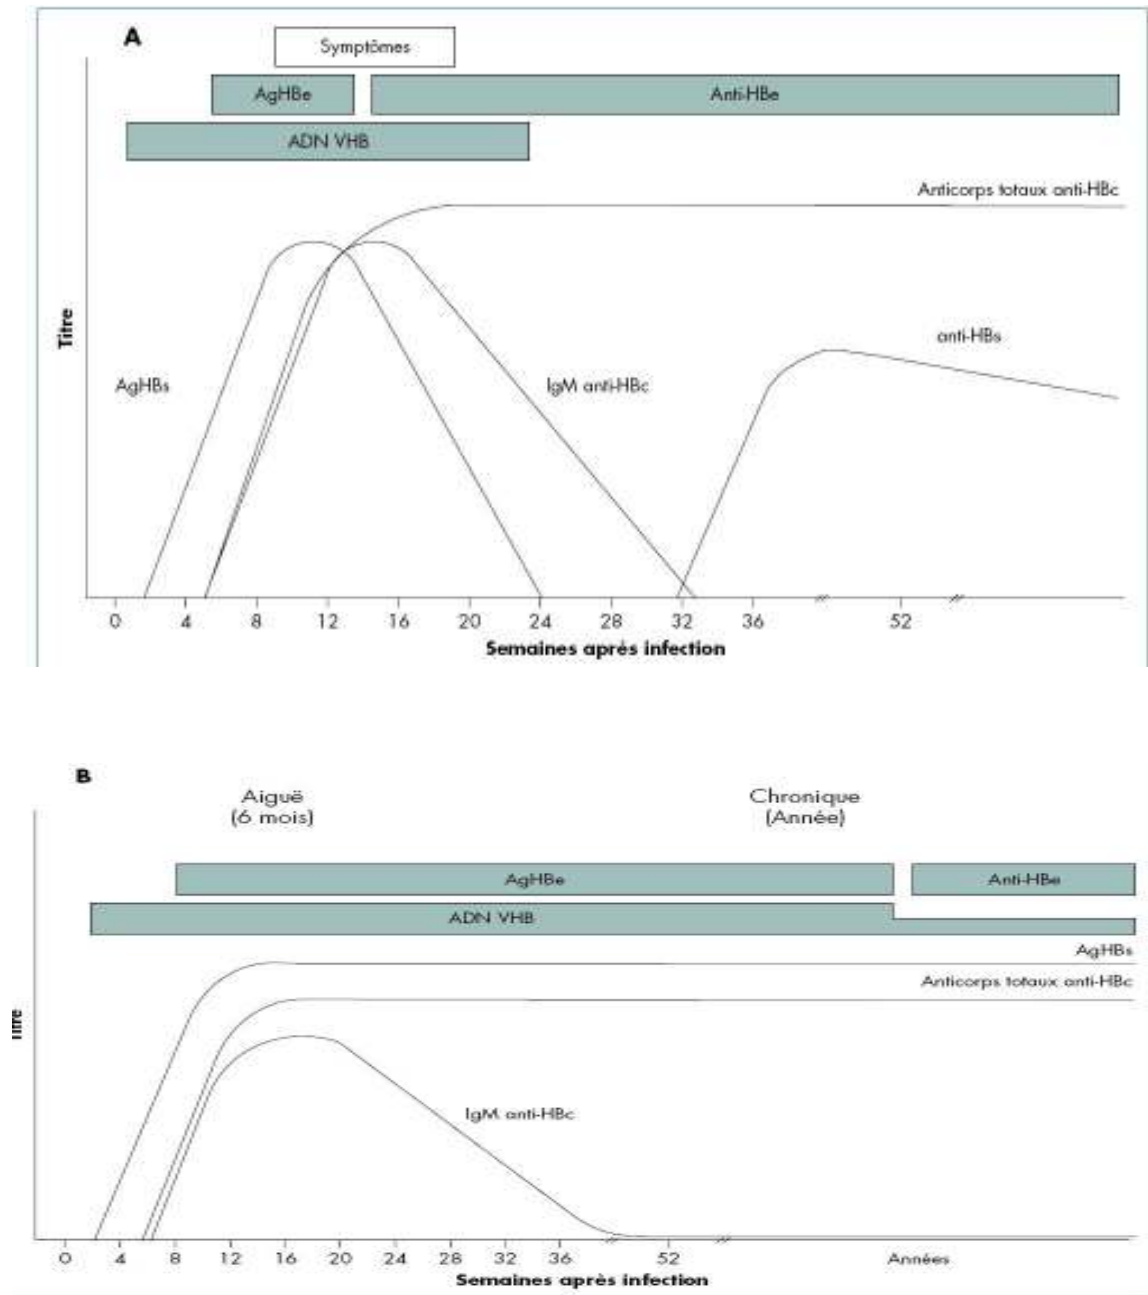 A
Symptômes
AgHBe
Anti-HBe
ADN VHB
Anticorps totaux anti-HBc
Titre
anti-HBs
AgHBs
IgM anti-HBc
0 4 8 12 16 20 24 28 32 36 52
Semaines après infection
B
Aiguë
(6 mois)
Chronique
(Année)
AgHBe
Anti-HBe
ADN VHB
AgHBs
Anticorps totaux anti-HBc
Titre
IgM anti-HBc
0 4 8 12 16 20 24 28 32 36 52 Années
Semaines après infection